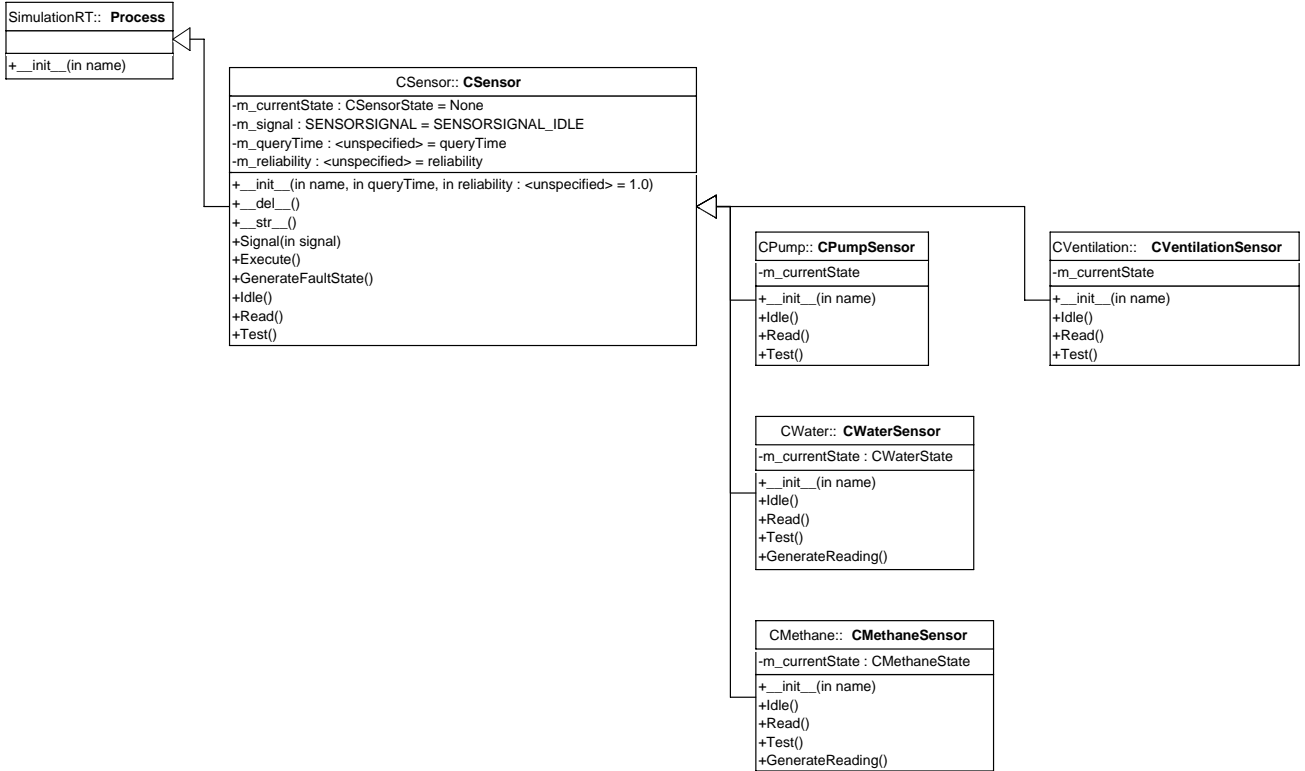 SimulationRT:: Process
+__init__(in name)
CSensor:: CSensor
-m_currentState : CSensorState = None
-m_signal : SENSORSIGNAL = SENSORSIGNAL_IDLE
-m_queryTime : <unspecified> = queryTime
-m_reliability : <unspecified> = reliability
+__init__(in name, in queryTime, in reliability : <unspecified> = 1.0)
+__del__()
+__str__()
+Signal(in signal)
+Execute()
+GenerateFaultState()
+Idle()
+Read()
+Test()
CPump:: CPumpSensor
-m_currentState
+__init__(in name)
+Idle()
+Read()
+Test()
CVentilation:: CVentilationSensor
-m_currentState
+__init__(in name)
+Idle()
+Read()
+Test()
CWater:: CWaterSensor
-m_currentState : CWaterState
+__init__(in name)
+Idle()
+Read()
+Test()
+GenerateReading()
CMethane:: CMethaneSensor
-m_currentState : CMethaneState
+__init__(in name)
+Idle()
+Read()
+Test()
+GenerateReading()